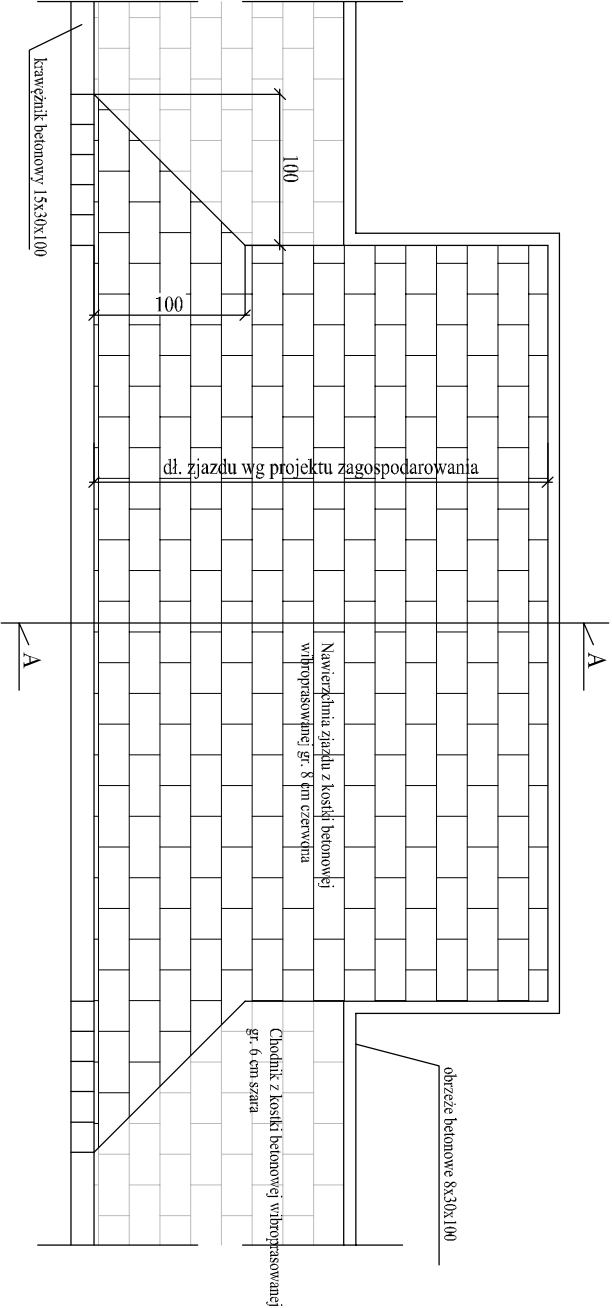 krawężnik betonowy 15x30x100
100
100
dł. zjazdu wg projektu zagospodarowania
A
A
Nawierzchnia zjazdu z kostki betonowej
wibroprasowanej gr. 8 cm czerwona
Chodnik z kostki betonowej wibroprasowanej
gr. 6 cm szara
obrzeże betonowe 8x30x100